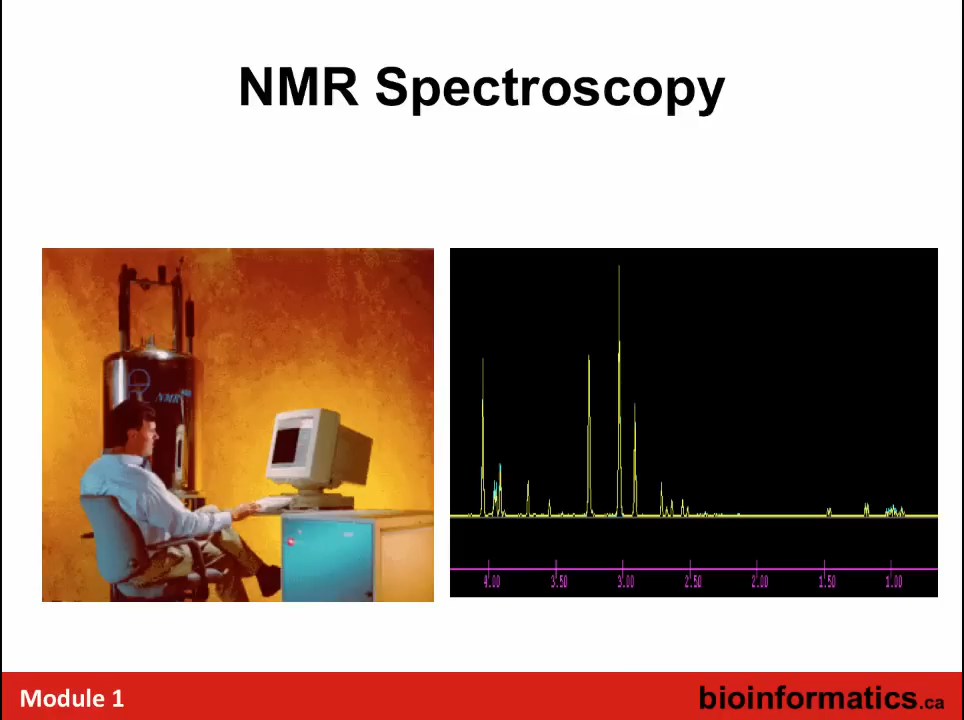 NMR Spectroscopy
NMR
4.00 3.50 3.00 2.50 2.00 1.50 1.00
Module 1
bioinformatics.ca